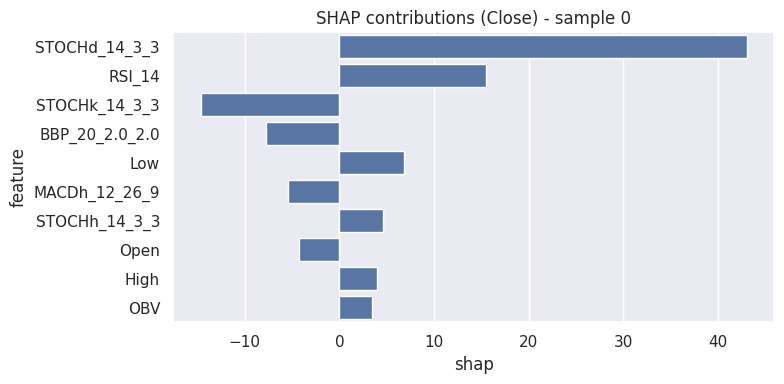 SHAP contributions (Close) - sample 0
feature
STOCHd_14_3_3
RSI_14
STOCHk_14_3_3
BBP_20_2.0_2.0
Low
MACDh_12_26_9
STOCHh_14_3_3
Open
High
OBV
−10 0 10 20 30 40
shap